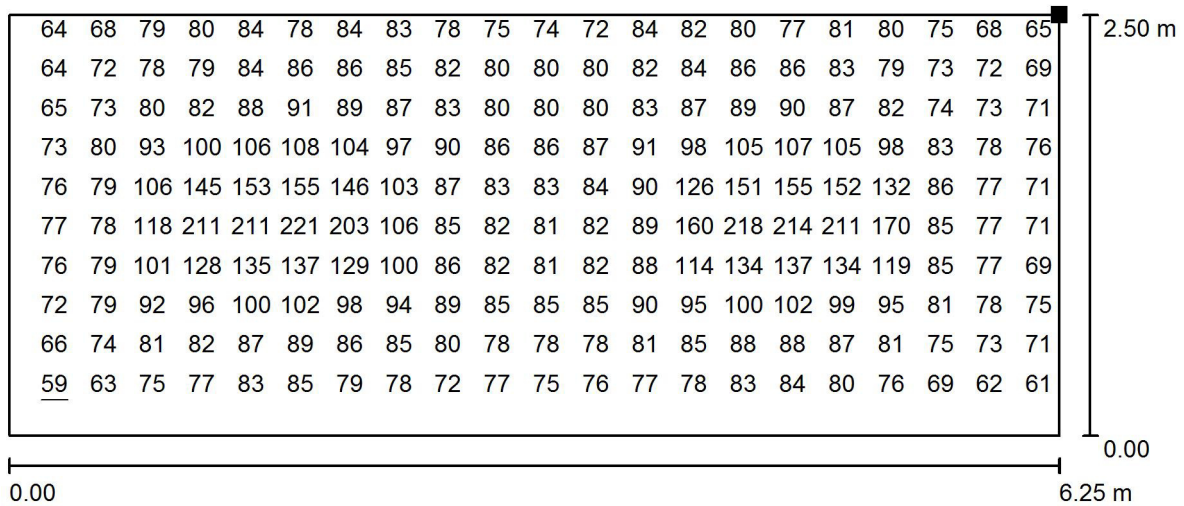 64 68 79 80 84 78 84 83 78 75 74 72 84 82 80 77 81 80 75 68 65 2.50 m
64 72 78 79 84 86 86 85 82 80 80 80 82 84 86 86 83 79 73 72 69
65 73 80 82 88 91 89 87 83 80 80 80 83 87 89 90 87 82 74 73 71
73 80 93 100 106 108 104 97 90 86 86 87 91 98 105 107 105 98 83 78 76
76 79 106 145 153 155 146 103 87 83 83 84 90 126 151 155 152 132 86 77 71
77 78 118 211 211 221 203 106 85 82 81 82 89 160 218 214 211 170 85 77 71
76 79 101 128 135 137 129 100 86 82 81 82 88 114 134 137 134 119 85 77 69
72 79 92 96 100 102 98 94 89 85 85 85 90 95 100 102 99 95 81 78 75
66 74 81 82 87 89 86 85 80 78 78 78 81 85 88 88 87 81 75 73 71
59 63 75 77 83 85 79 78 72 77 75 76 77 78 83 84 80 76 69 62 61
0.00
0.00 6.25 m